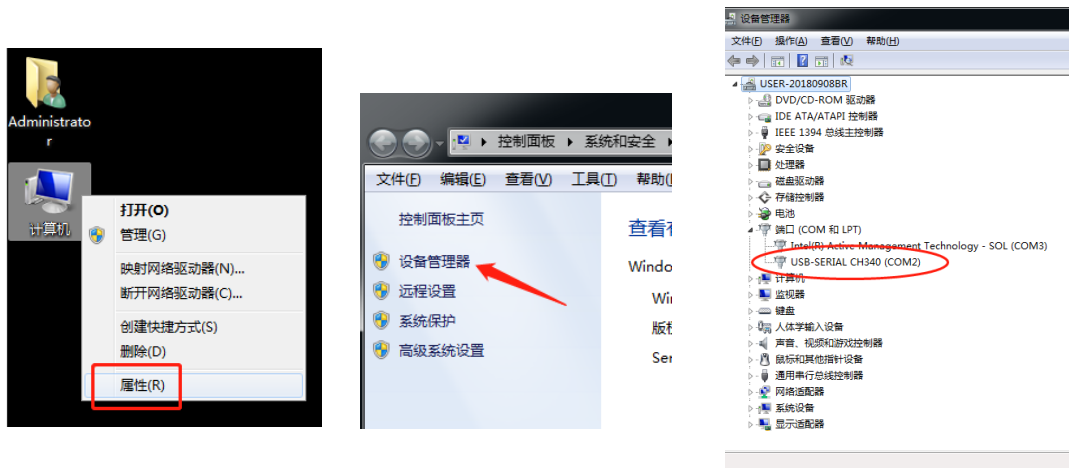 Administrato
r
计算机
打开(O)
管理(G)
映射网络驱动器(N)...
断开网络驱动器(C)...
创建快捷方式(S)
删除(D)
属性(R)
控制面板 系统和安全
文件(F) 编辑(E) 查看(V) 工具(T) 帮助(
控制面板主页
设备管理器
远程设置
系统保护
高级系统设置
查看
Windo
Wi
版
Ser
设备管理器
文件(F) 操作(A) 查看(V) 帮助(H)
USER-20180908BR
DVD/CD-ROM 驱动器
IDE ATA/ATAPI 控制器
IEEE 1394 总线主控制器
安全设备
处理器
磁盘驱动器
存储控制器
电池
端口 (COM 和 LPT)
Intel(R) Active Management Technology - SOL (COM3)
USB-SERIAL CH340 (COM2)
计算机
监视器
键盘
人体学输入设备
声音、视频和游戏控制器
鼠标和其他指针设备
通用串行总线控制器
网络适配器
系统设备
显示适配器